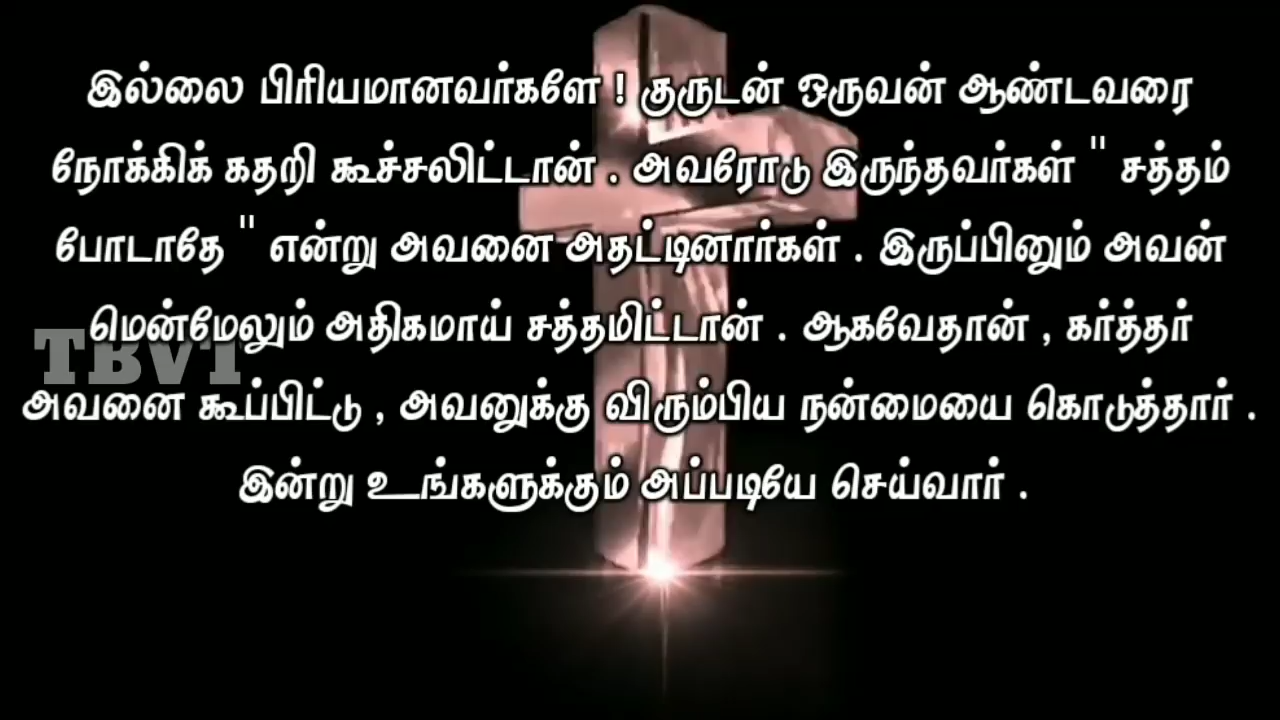 இல்லை பிரியமானவர்களே ! குருடன் ஒருவன் ஆண்டவரை
நோக்கிக் கதறி கூச்சலிட்டான் . அவரோடு இருந்தவர்கள் " சத்தம்
போடாதே " என்று அவனை அதட்டினார்கள் . இருப்பினும் அவன்
மென்மேலும் அதிகமாய் சத்தமிட்டான் . ஆகவேதான் , கர்த்தர்
TBVT
அவனை கூப்பிட்டு , அவனுக்கு விரும்பிய நன்மையை கொடுத்தார் .
இன்று உங்களுக்கும் அப்படியே செய்வார் .